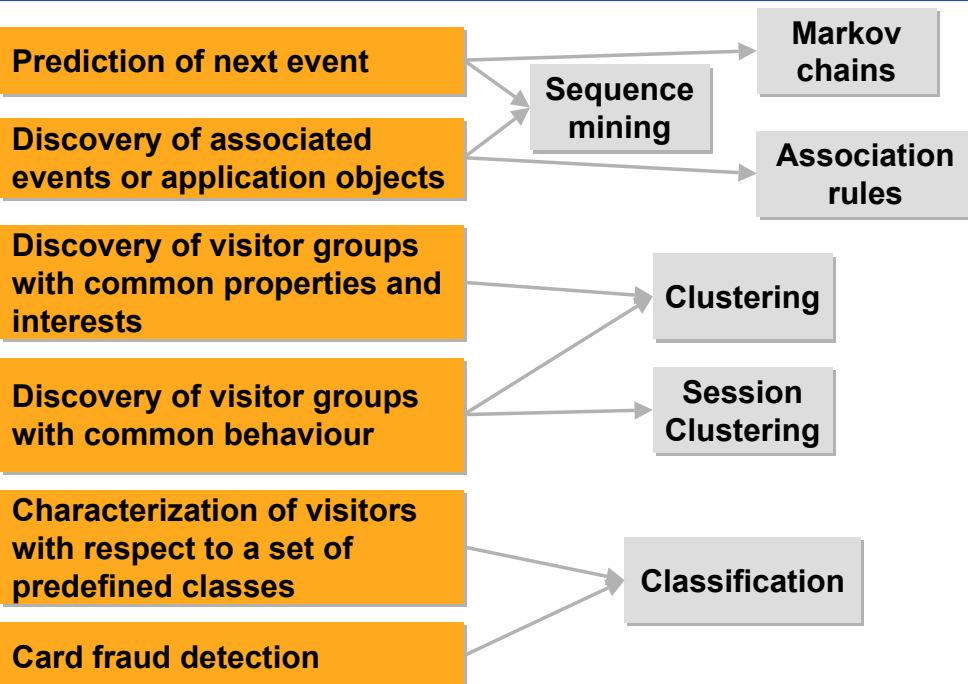 Prediction of next event
Markov
chains
Sequence
mining
Discovery of associated
events or application objects
Association
rules
Discovery of visitor groups
with common properties and
interests
Clustering
Discovery of visitor groups
with common behaviour
Session
Clustering
Characterization of visitors
with respect to a set of
predefined classes
Classification
Card fraud detection